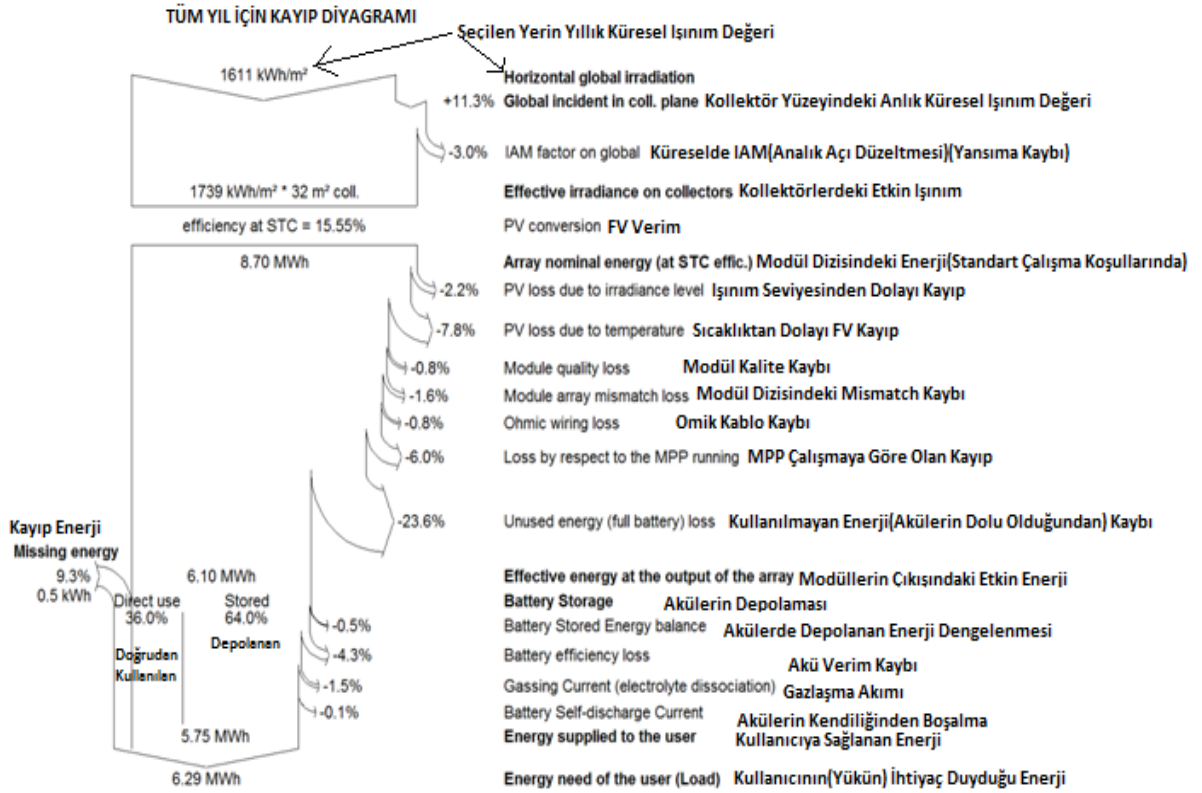 TÜM YIL İÇİN KAYIP DİYAGRAMI
Seçilen Yerin Yıllık Küresel Işınım Değeri
1611 kWh/m²
Horizontal global irradiation
+11.3% Global incident in coll. plane Kollektör Yüzeyindeki Anlık Küresel Işınım Değeri
-3.0% IAM factor on global Küreselde IAM(Analık Açı Düzeltmesi)(Yansıma Kaybı)
1739 kWh/m² * 32 m² coll. Effective irradiance on collectors Kollektörlerdeki Etkin Işınım
efficiency at STC = 15.55% PV conversion FV Verim
8.70 MWh Array nominal energy (at STC effic.) Modül Dizisindeki Enerji(Standart Çalışma Koşullarında)
-2.2% PV loss due to irradiance level Işınım Seviyesinden Dolayı Kayıp
-7.8% PV loss due to temperature Sıcaklıktan Dolayı FV Kayıp
-0.8% Module quality loss Modül Kalite Kaybı
-1.6% Module array mismatch loss Modül Dizisindeki Mismatch Kaybı
-0.8% Ohmic wiring loss Omik Kablo Kaybı
-6.0% Loss by respect to the MPP running MPP Çalışmaya Göre Olan Kayıp
-23.6% Unused energy (full battery) loss Kullanılmayan Enerji(Akülerin Dolu Olduğundan) Kaybı
Kayıp Enerji
Missing energy
9.3% 6.10 MWh Effective energy at the output of the array Modüllerin Çıkışındaki Etkin Enerji
0.5 kWh
Direct use Stored Battery Storage Akülerin Depolaması
36.0% 64.0%
-0.5% Battery Stored Energy balance Akülerde Depolanan Enerji Dengelenmesi
Doğrudan Depolanan
Kullanılan
-4.3% Battery efficiency loss Akü Verim Kaybı
-1.5% Gassing Current (electrolyte dissociation) Gazlaşma Akımı
-0.1% Battery Self-discharge Current Akülerin Kendiliğinden Boşalma
5.75 MWh Energy supplied to the user Kullanıcıya Sağlanan Enerji
6.29 MWh Energy need of the user (Load) Kullanıcının(Yükün) İhtiyaç Duyduğu Enerji